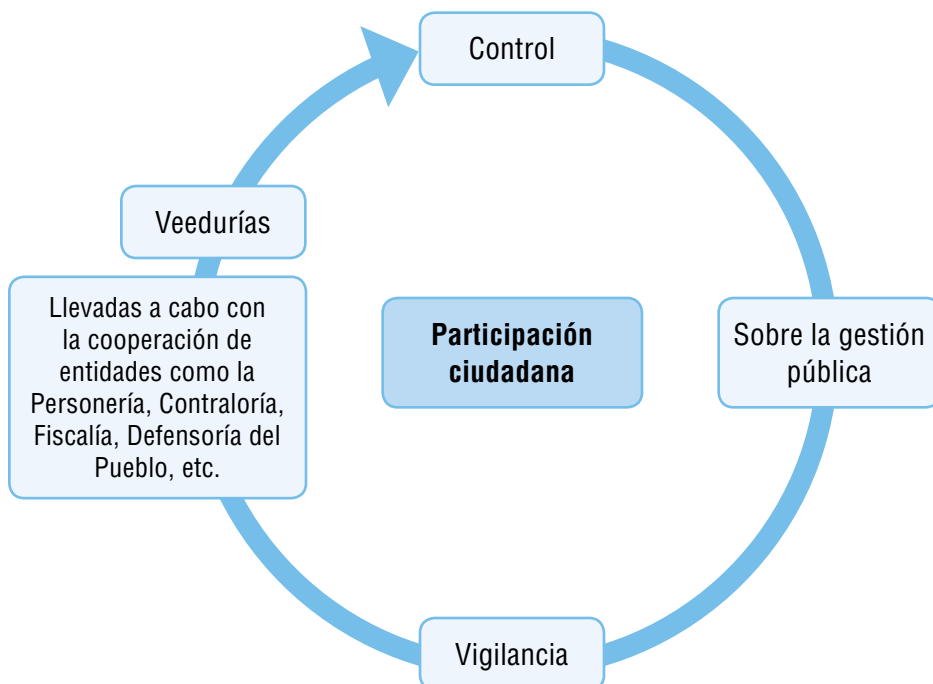 Control
Veedurías
Llevadas a cabo con
la cooperación de
entidades como la
Personería, Contraloría,
Fiscalía, Defensoría del
Pueblo, etc.
Participación
ciudadana
Sobre la gestión
pública
Vigilancia